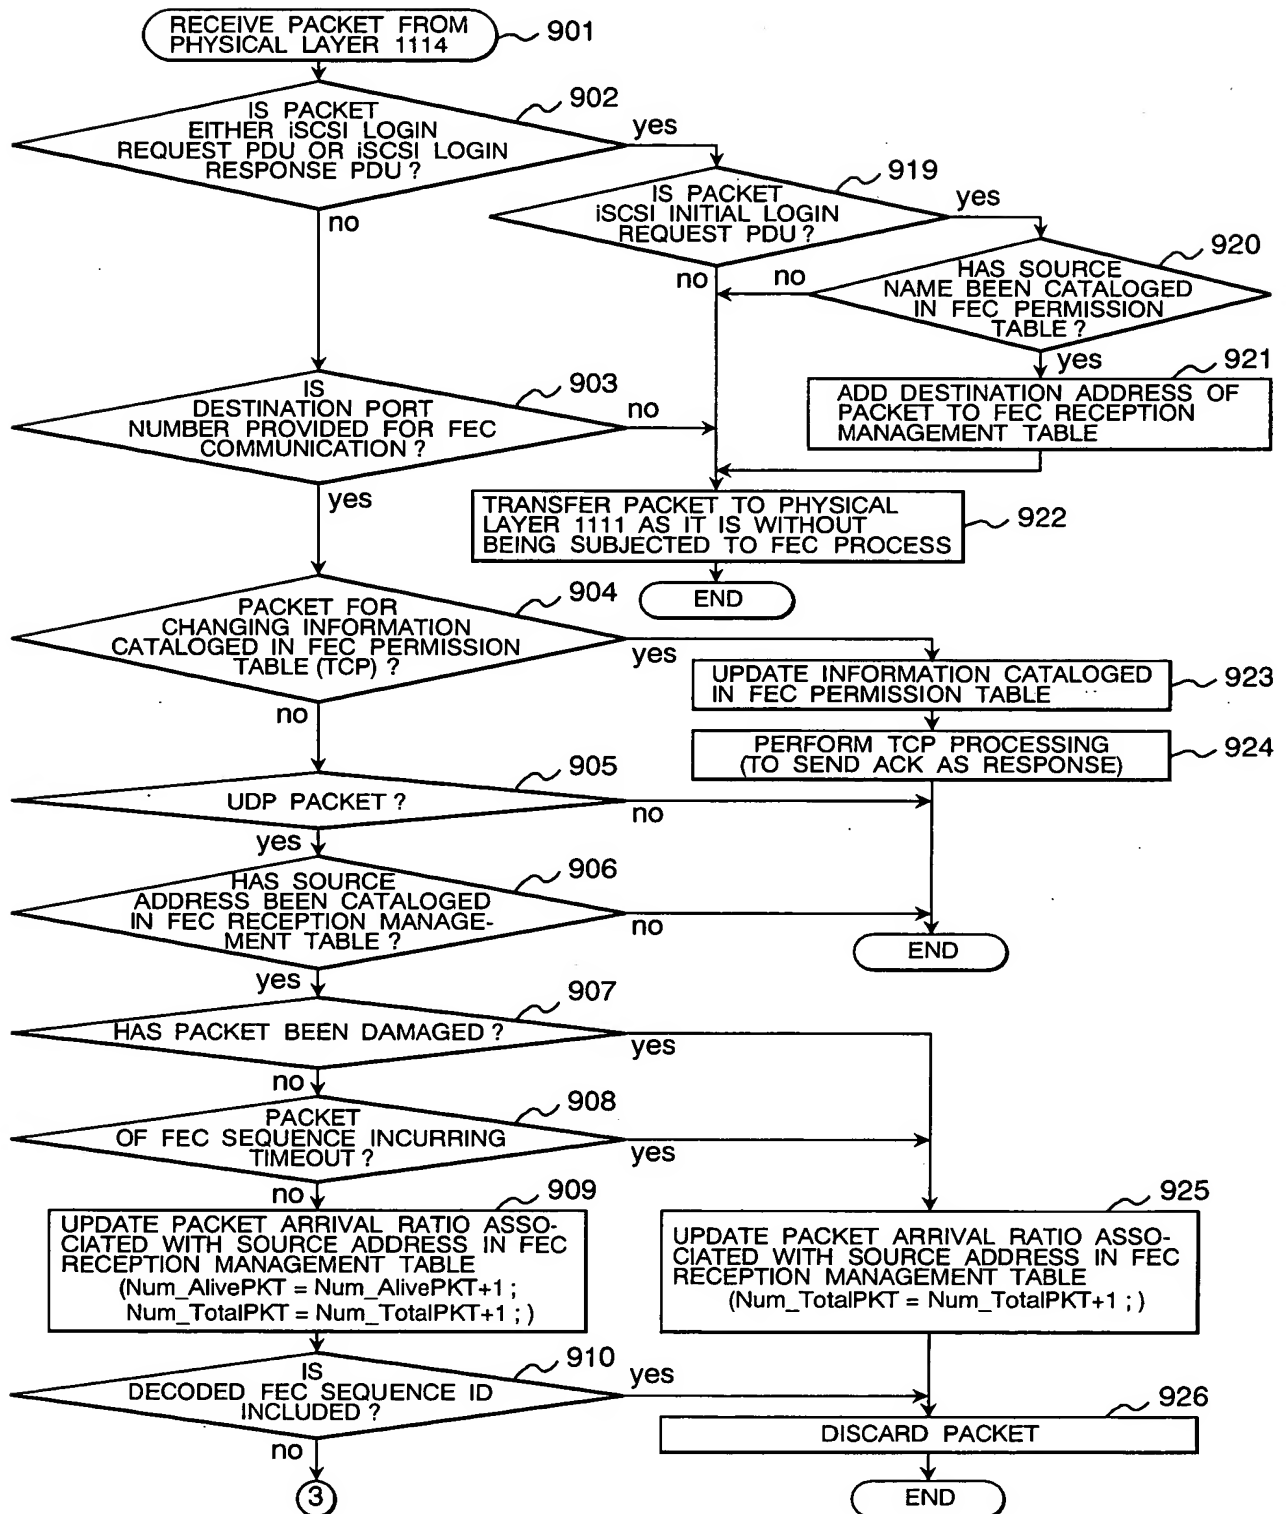 RECEIVE PACKET FROM
PHYSICAL LAYER 1114
901
IS PACKET
EITHER iSCSI LOGIN
REQUEST PDU OR iSCSI LOGIN
RESPONSE PDU ?
902
yes
no
IS PACKET
iSCSI INITIAL LOGIN
REQUEST PDU ?
919
yes
no
HAS SOURCE
NAME BEEN CATALOGED
IN FEC PERMISSION
TABLE ?
920
no
yes
ADD DESTINATION ADDRESS OF
PACKET TO FEC RECEPTION
MANAGEMENT TABLE
921
IS
DESTINATION PORT
NUMBER PROVIDED FOR FEC
COMMUNICATION ?
903
no
yes
TRANSFER PACKET TO PHYSICAL
LAYER 1111 AS IT IS WITHOUT
BEING SUBJECTED TO FEC PROCESS
922
END
PACKET FOR
CHANGING INFORMATION
CATALOGED IN FEC PERMISSION
TABLE (TCP) ?
904
yes
no
UPDATE INFORMATION CATALOGED
IN FEC PERMISSION TABLE
923
PERFORM TCP PROCESSING
(TO SEND ACK AS RESPONSE)
924
UDP PACKET ?
905
no
yes
HAS SOURCE
ADDRESS BEEN CATALOGED
IN FEC RECEPTION MANAGE-
MENT TABLE ?
906
no
yes
END
HAS PACKET BEEN DAMAGED ?
907
yes
no
PACKET
OF FEC SEQUENCE INCURRING
TIMEOUT ?
908
yes
no
UPDATE PACKET ARRIVAL RATIO ASSO-
CIATED WITH SOURCE ADDRESS IN FEC
RECEPTION MANAGEMENT TABLE
(Num_AlivePKT = Num_AlivePKT+1 ;
Num_TotalPKT = Num_TotalPKT+1 ; )
909
UPDATE PACKET ARRIVAL RATIO ASSO-
CIATED WITH SOURCE ADDRESS IN FEC
RECEPTION MANAGEMENT TABLE
(Num_TotalPKT = Num_TotalPKT+1 ; )
925
IS
DECODED FEC SEQUENCE ID
INCLUDED ?
910
yes
no
DISCARD PACKET
926
3
END